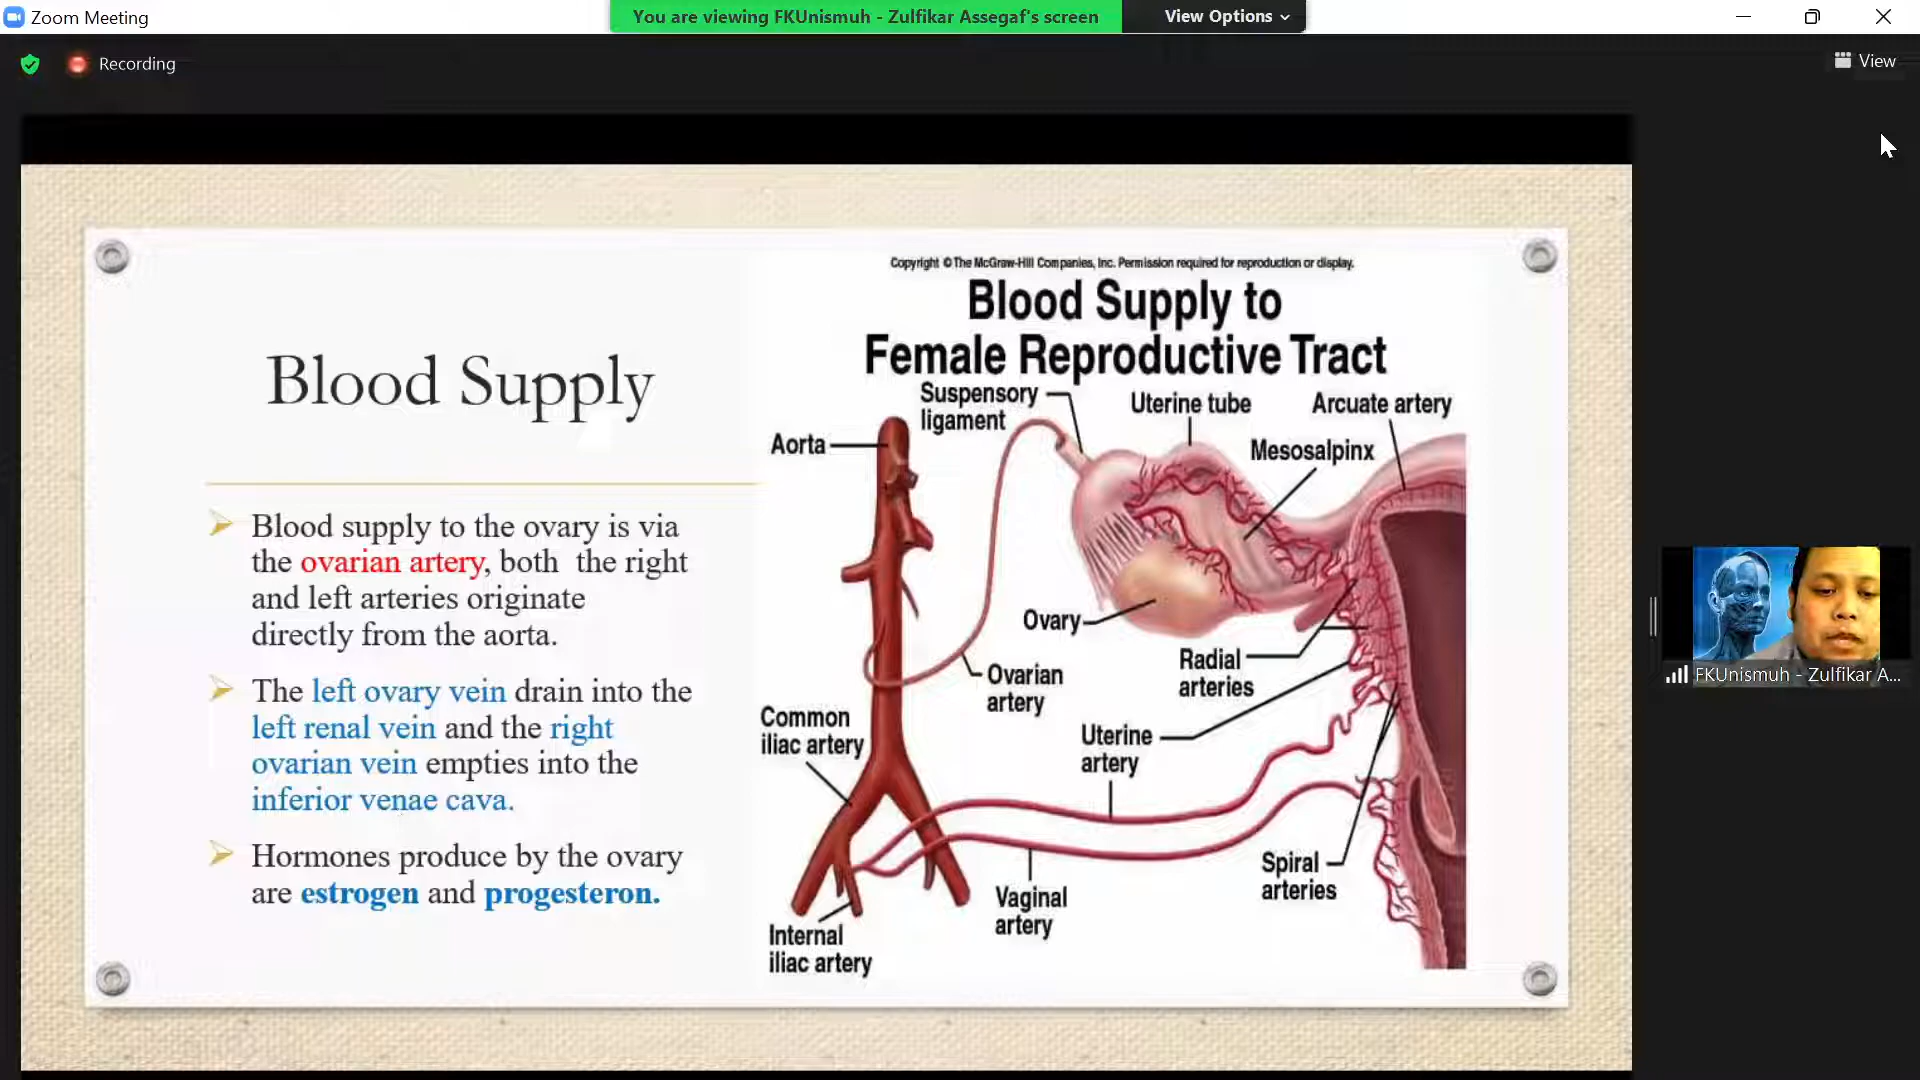 Zoom Meeting
You are viewing FKUnismuh - Zulfikar Assegaf's screen
View Options
Recording
View
Blood Supply
Blood supply to the ovary is via
the ovarian artery, both the right
and left arteries originate
directly from the aorta.
The left ovary vein drain into the
left renal vein and the right
ovarian vein empties into the
inferior venae cava.
Hormones produce by the ovary
are estrogen and progesteron.
Copyright © The McGraw-Hill Companies, Inc. Permission required for reproduction or display.
Blood Supply to
Female Reproductive Tract
Suspensory
ligament
Uterine tube
Arcuate artery
Aorta
Mesosalpinx
Ovary
Ovarian
artery
Radial
arteries
Common
iliac artery
Uterine
artery
Spiral
arteries
Vaginal
artery
Internal
iliac artery
FKUnismuh - Zulfikar A...